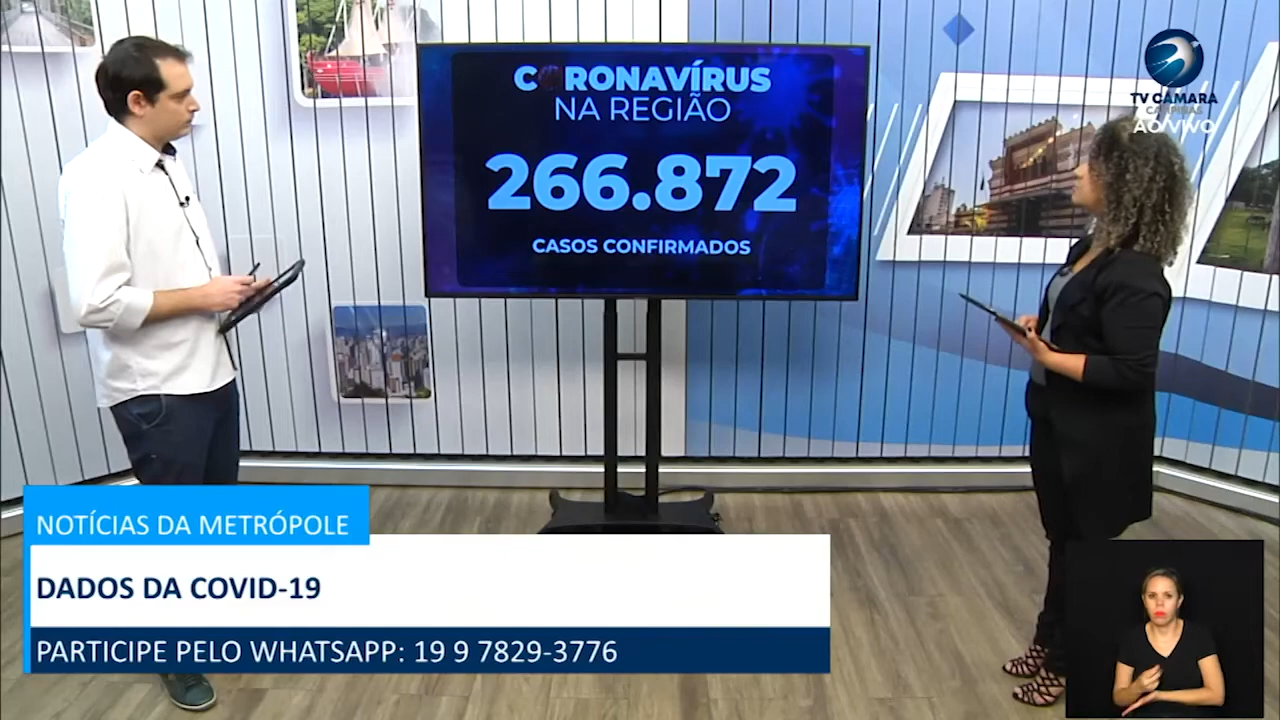 CORONAVÍRUS
NA REGIÃO
266.872
CASOS CONFIRMADOS
TV CÂMARA
CAMPINAS
AO VIVO
NOTÍCIAS DA METRÓPOLE
DADOS DA COVID-19
PARTICIPE PELO WHATSAPP: 19 9 7829-3776